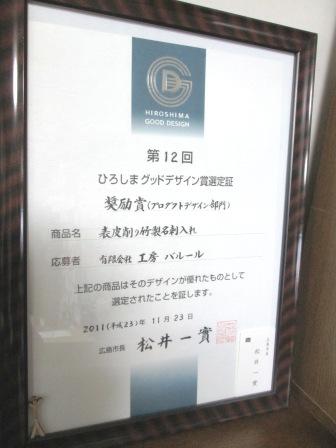 HIROSHIMA
GOOD DESIGN
第12回
ひろしまグッドデザイン賞選定証
奨励賞(プロダクトデザイン部門)
商品名 表皮削り竹製名刺入れ
応募者 有限会社 工房 バルール
上記の商品はそのデザインが優れたものとして
選定されたことを証します。
2011(平成23)年 11月 23日
広島市長 松井一實
松井一實